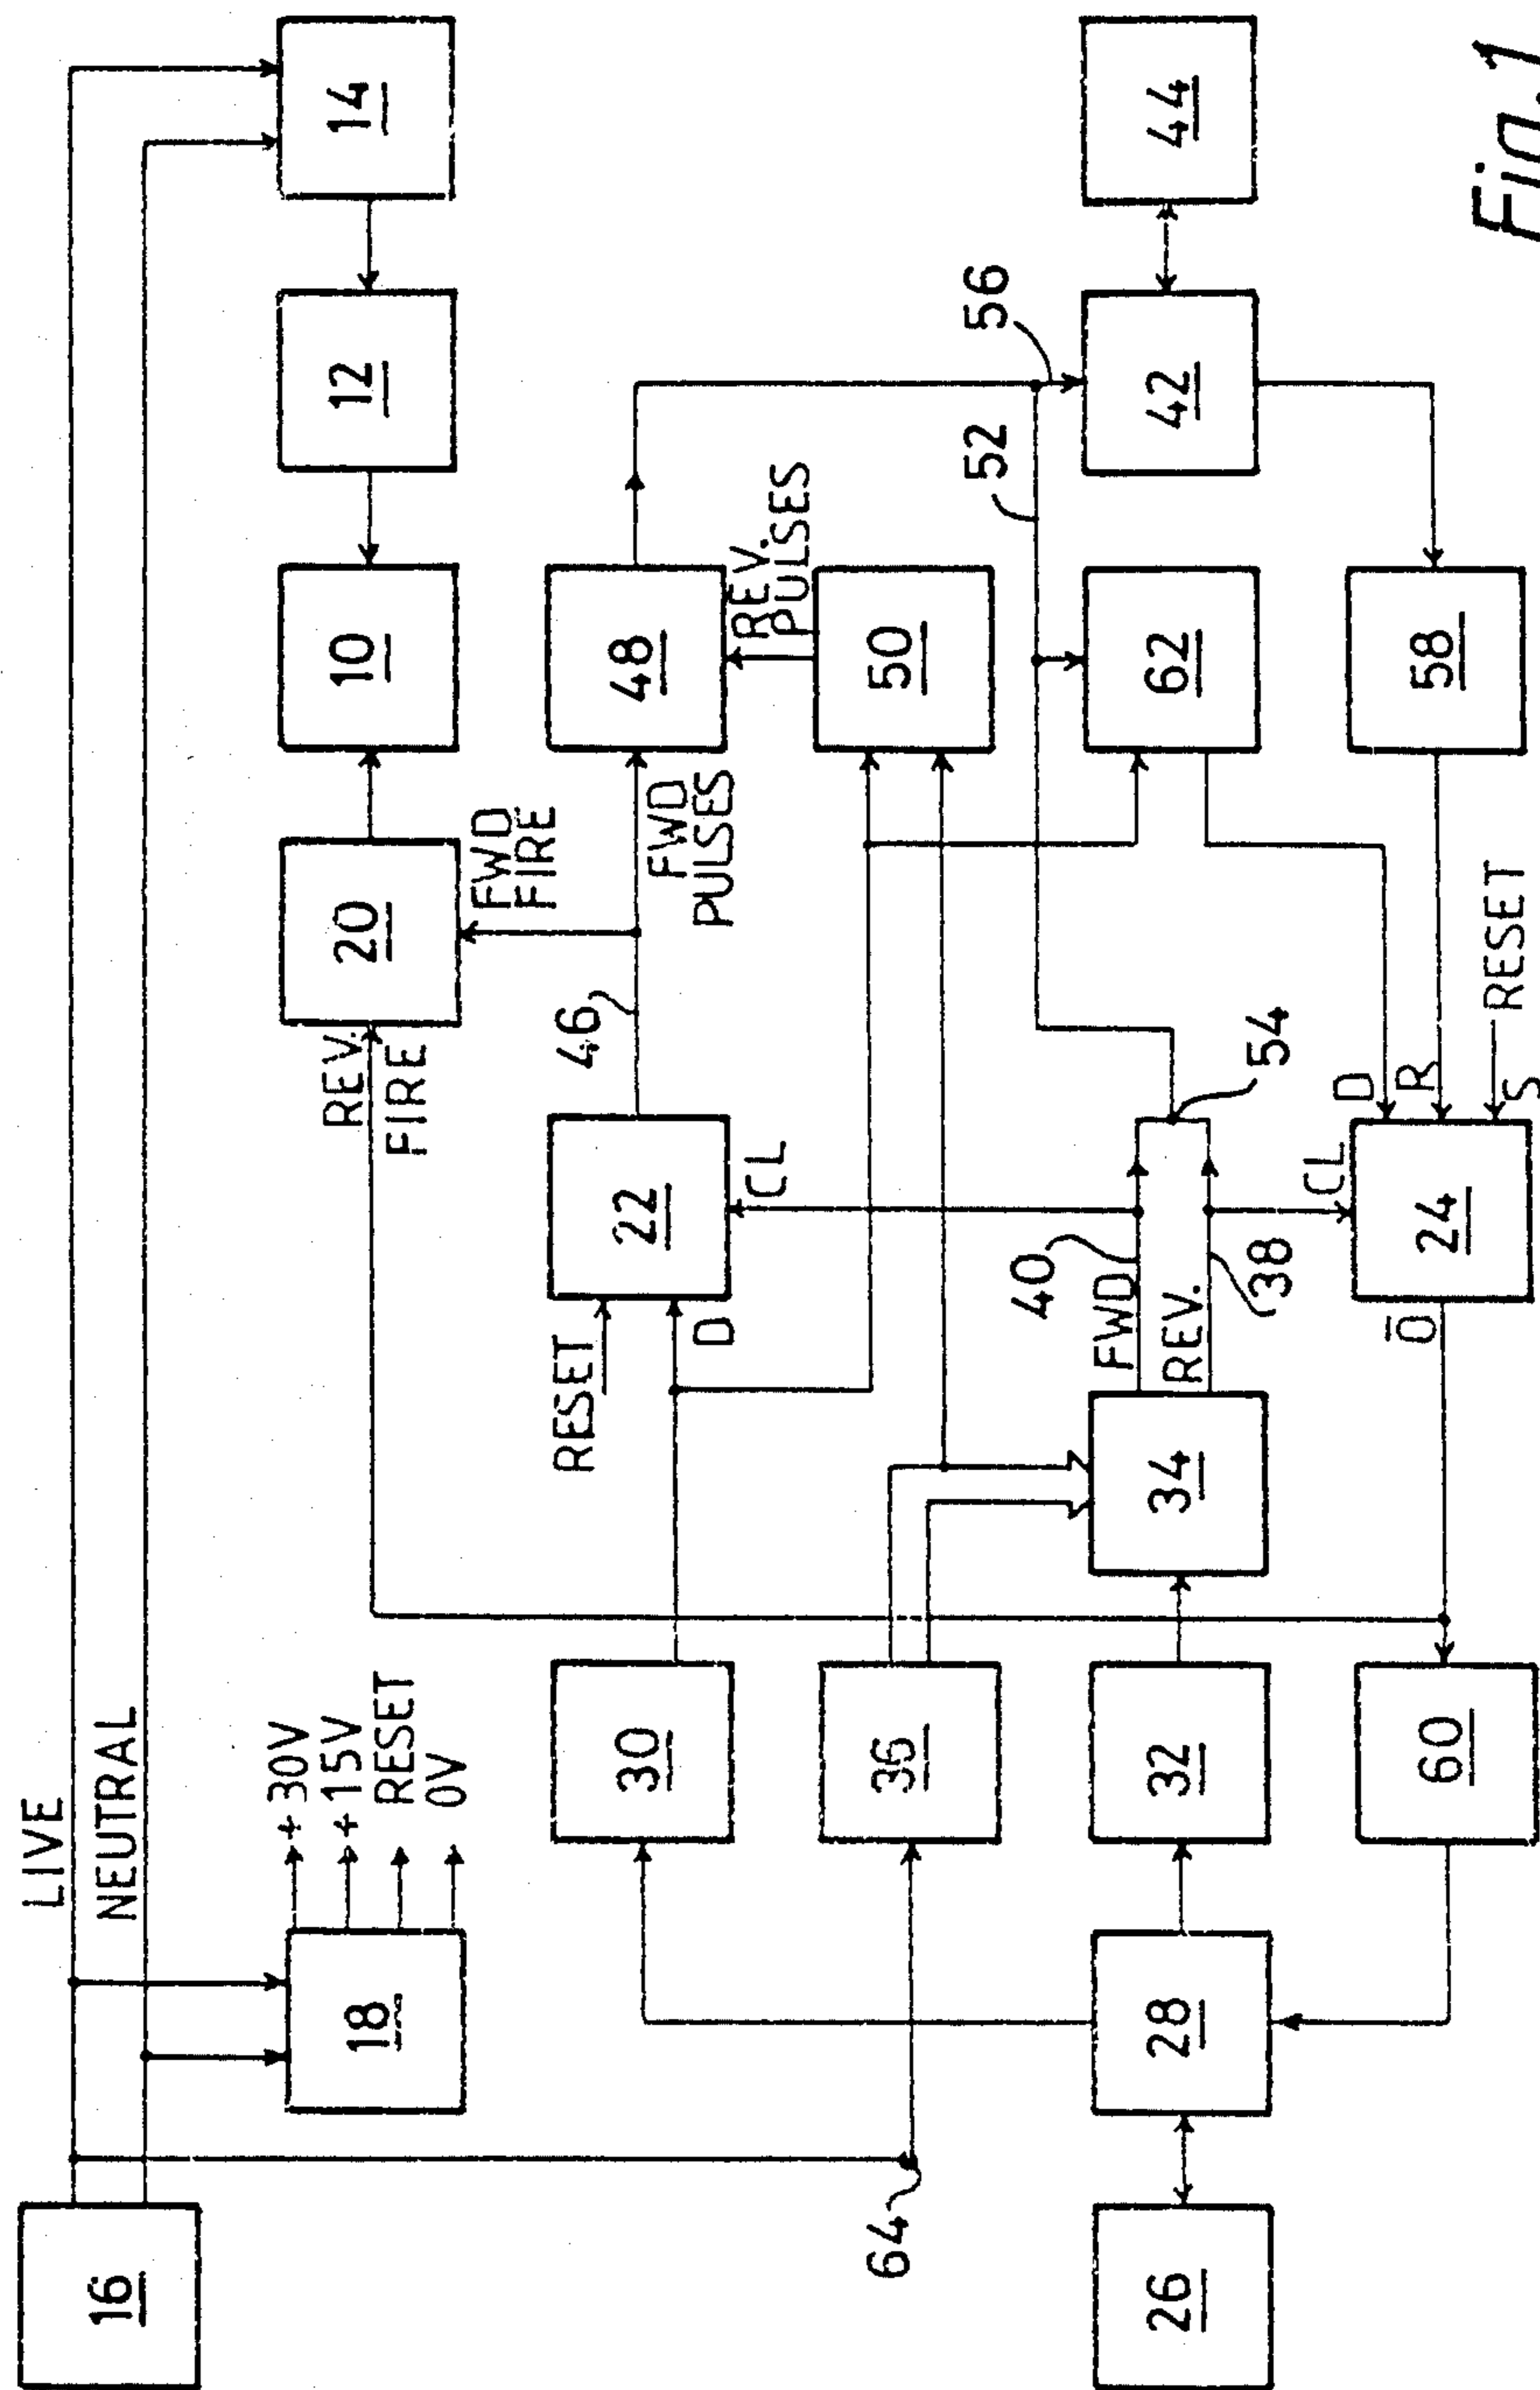 16
LIVE
NEUTRAL
18
+30V
+15V
RESET
0V
14
12
10
20
REV.
FIRE
FWD
FIRE
46
22
RESET
D
CL
FWD
PULSES
48
REV.
PULSES
50
30
36
64
26
28
32
34
FWD
REV.
40
38
54
52
56
62
42
44
60
24
Ō
CL
D
R
S
RESET
58
Fig.1